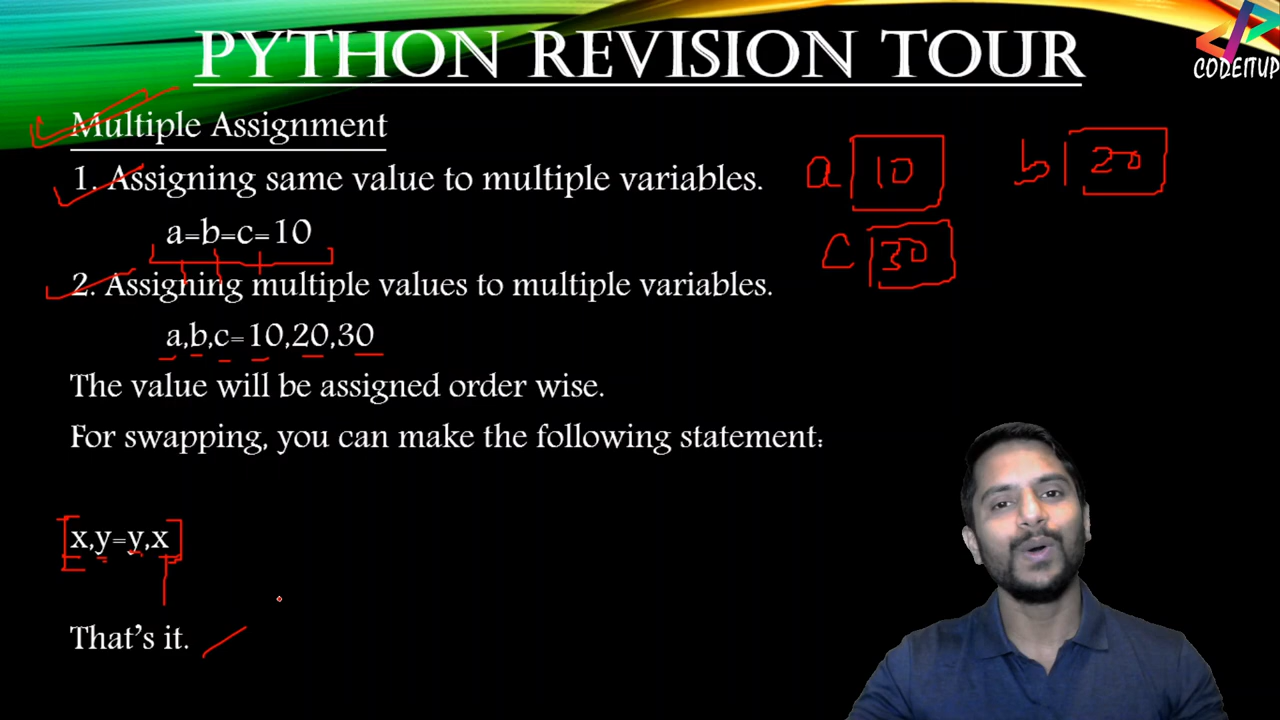 PYTHON REVISION TOUR
CODEITUP
Multiple Assignment
1. Assigning same value to multiple variables.
a=b=c=10
2. Assigning multiple values to multiple variables.
a,b,c=10,20,30
The value will be assigned order wise.
For swapping, you can make the following statement:
x,y=y,x
That's it.
a 10
b 20
c 30